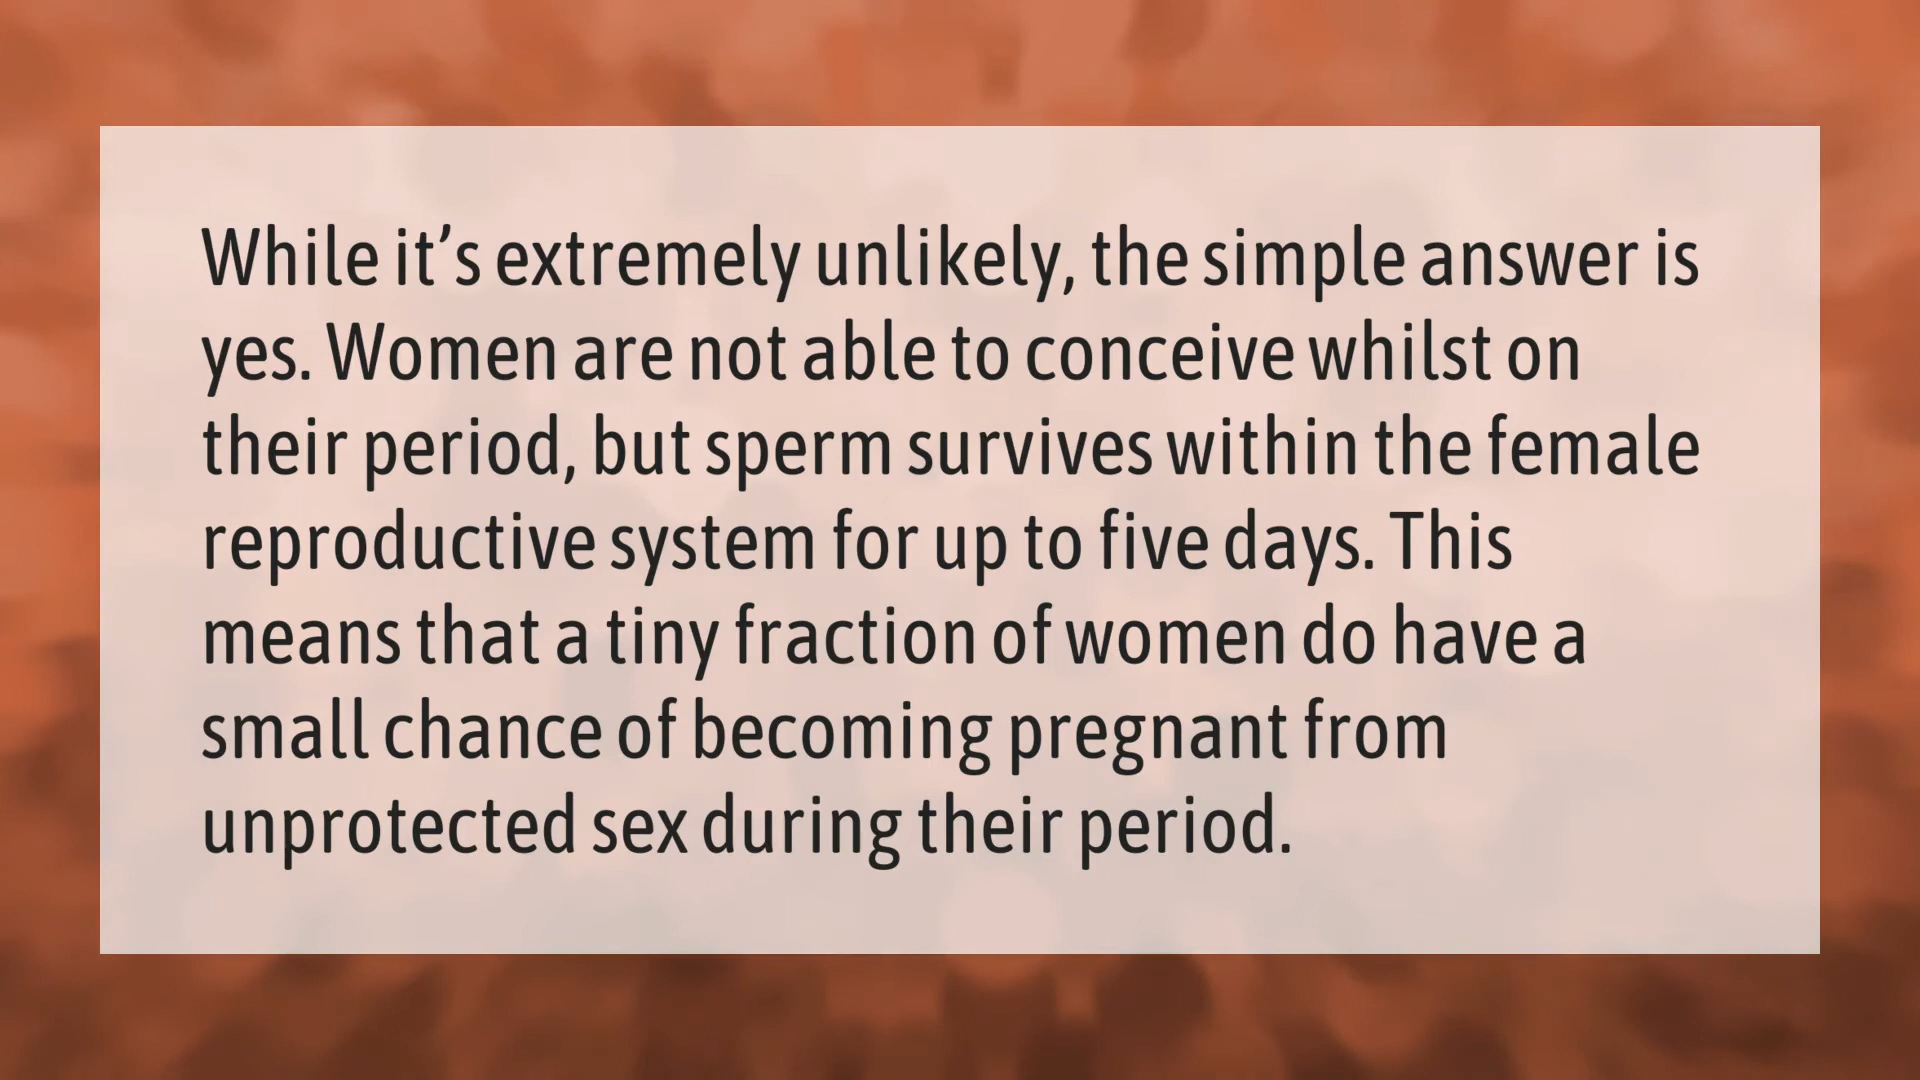 While it’s extremely unlikely, the simple answer is
yes. Women are not able to conceive whilst on
their period, but sperm survives within the female
reproductive system for up to five days. This
means that a tiny fraction of women do have a
small chance of becoming pregnant from
unprotected sex during their period.